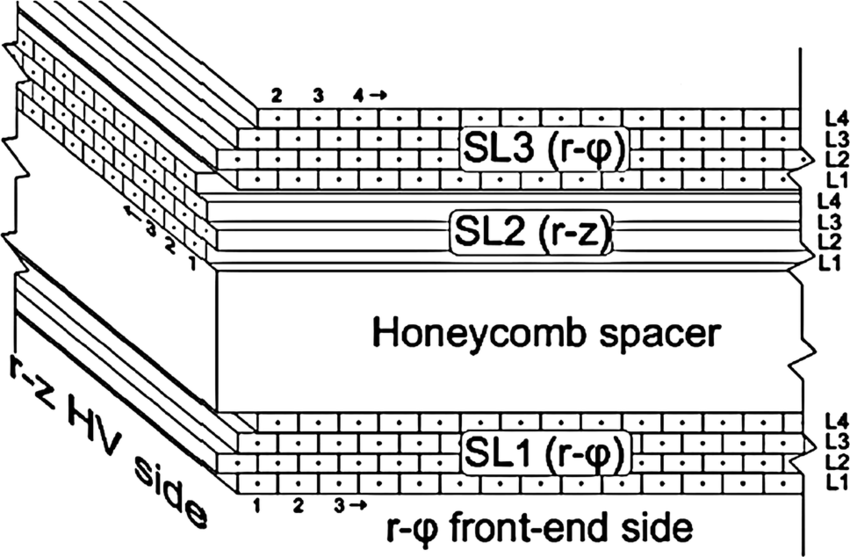 2 3 4→
L4
L3
SL3 (r-φ)
L2
L1
L4
L3
SL2 (r-z)
L2
L1
←3 2 1
Honeycomb spacer
r-z HV side
L4
L3
SL1 (r-φ)
L2
L1
1 2 3→
r-φ front-end side